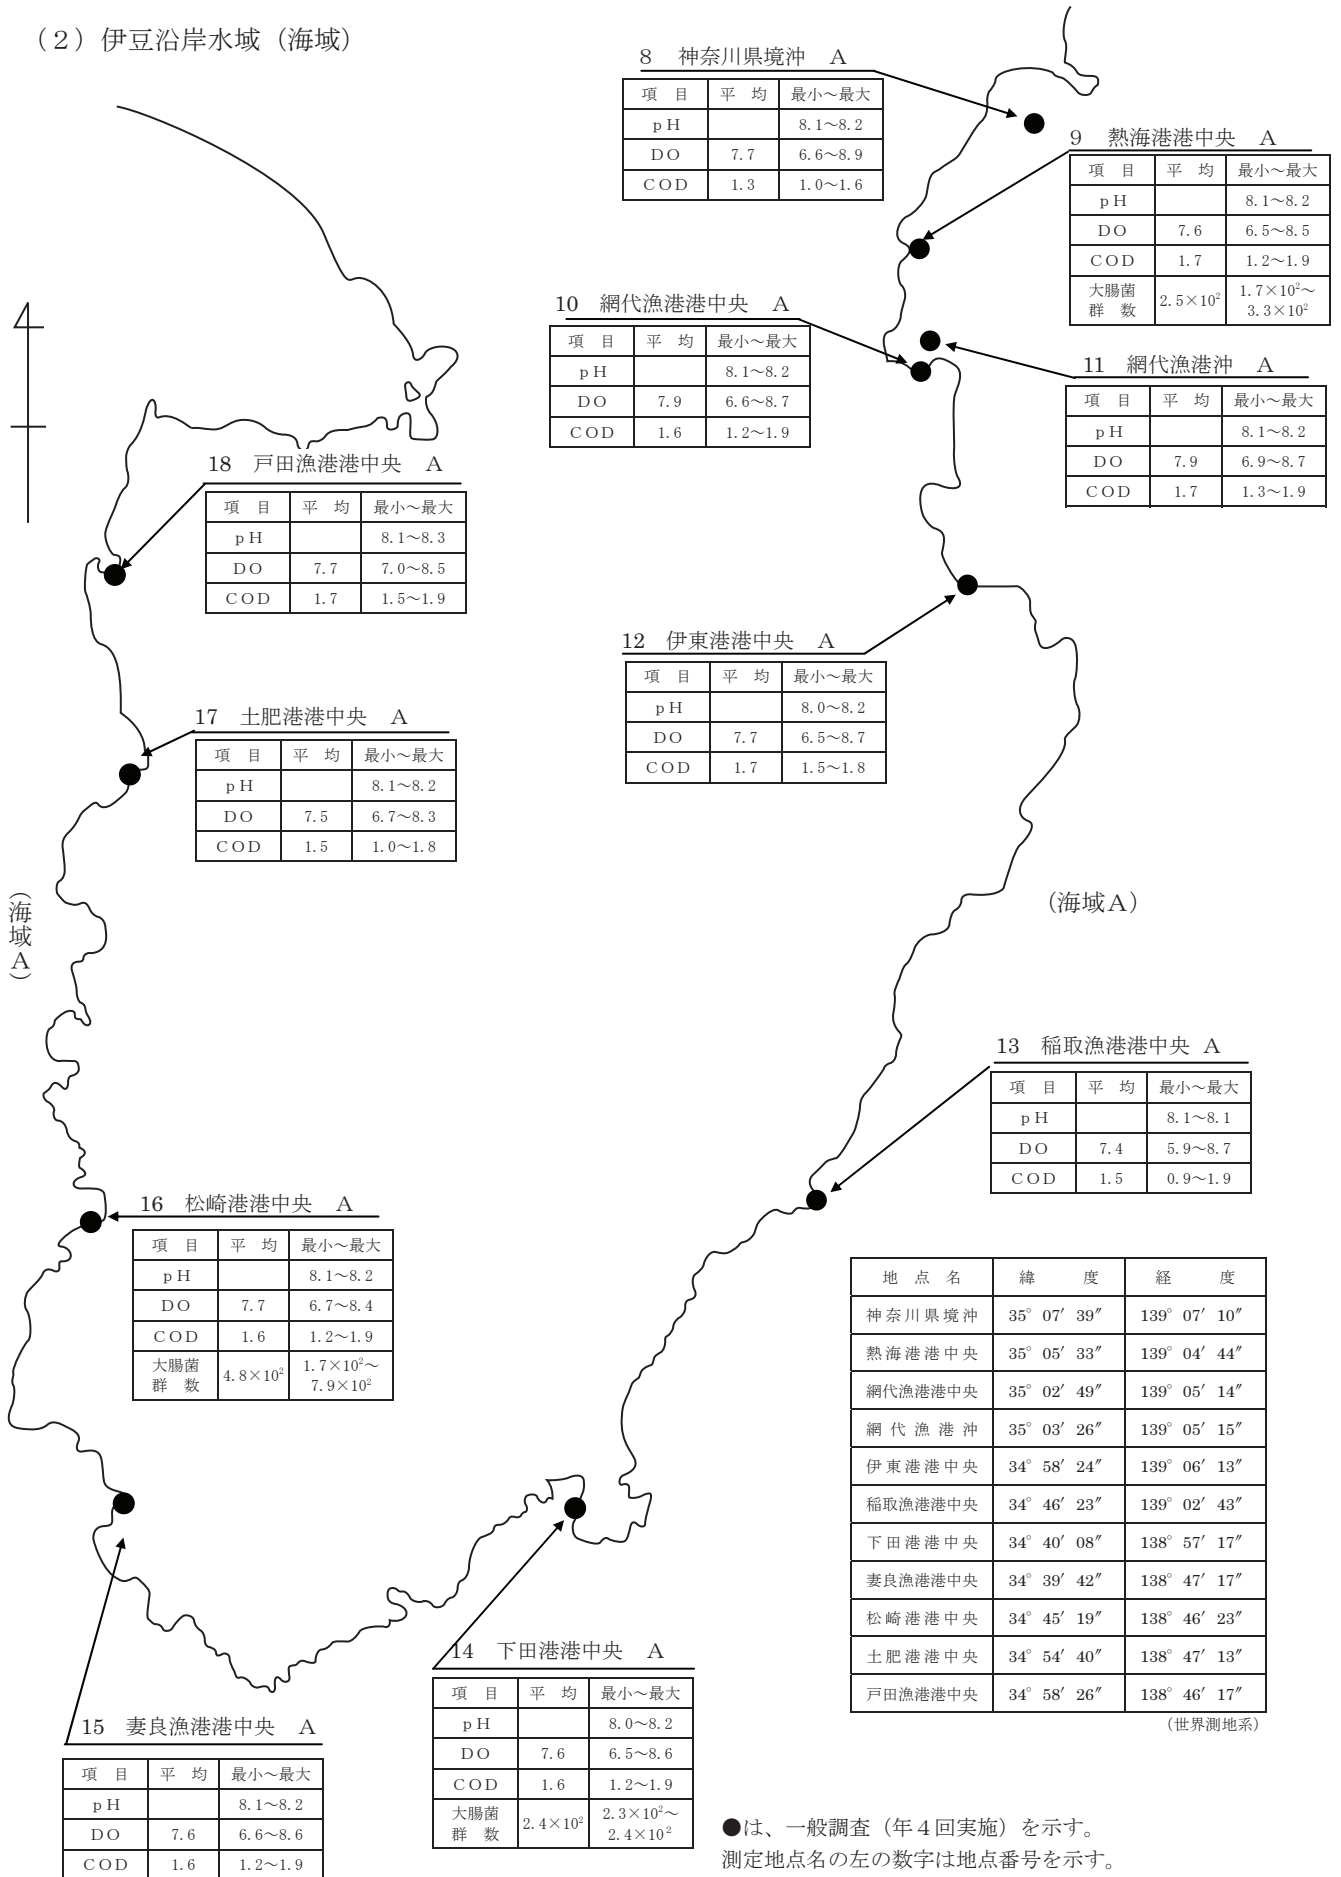 （2）伊豆沿岸水域（海域）
8 神奈川県境沖 A
項 目 平 均 最小～最大
pH 8.1～8.2
DO 7.7 6.6～8.9
COD 1.3 1.0～1.6
9 熱海港港中央 A
項 目 平 均 最小～最大
pH 8.1～8.2
DO 7.6 6.5～8.5
COD 1.7 1.2～1.9
大腸菌 1.7×10²～
群 数 2.5×10² 3.3×10²
10 網代漁港港中央 A
項 目 平 均 最小～最大
pH 8.1～8.2
DO 7.9 6.6～8.7
COD 1.6 1.2～1.9
11 網代漁港沖 A
項 目 平 均 最小～最大
pH 8.1～8.2
DO 7.9 6.9～8.7
COD 1.7 1.3～1.9
18 戸田漁港港中央 A
項 目 平 均 最小～最大
pH 8.1～8.3
DO 7.7 7.0～8.5
COD 1.7 1.5～1.9
12 伊東港港中央 A
項 目 平 均 最小～最大
pH 8.0～8.2
DO 7.7 6.5～8.7
COD 1.7 1.5～1.8
17 土肥港港中央 A
項 目 平 均 最小～最大
pH 8.1～8.2
DO 7.5 6.7～8.3
COD 1.5 1.0～1.8
（海域A）
（海域A）
13 稲取漁港港中央 A
項 目 平 均 最小～最大
pH 8.1～8.1
DO 7.4 5.9～8.7
COD 1.5 0.9～1.9
16 松崎港港中央 A
項 目 平 均 最小～最大
pH 8.1～8.2
DO 7.7 6.7～8.4
COD 1.6 1.2～1.9
大腸菌 1.7×10²～
群 数 4.8×10² 7.9×10²
地 点 名 緯 度 経 度
神奈川県境沖 35° 07′ 39″ 139° 07′ 10″
熱海港港中央 35° 05′ 33″ 139° 04′ 44″
網代漁港港中央 35° 02′ 49″ 139° 05′ 14″
網代漁港沖 35° 03′ 26″ 139° 05′ 15″
伊東港港中央 34° 58′ 24″ 139° 06′ 13″
稲取漁港港中央 34° 46′ 23″ 139° 02′ 43″
下田港港中央 34° 40′ 08″ 138° 57′ 17″
妻良漁港港中央 34° 39′ 42″ 138° 47′ 17″
松崎港港中央 34° 45′ 19″ 138° 46′ 23″
土肥港港中央 34° 54′ 40″ 138° 47′ 13″
戸田漁港港中央 34° 58′ 26″ 138° 46′ 17″
（世界測地系）
14 下田港港中央 A
項 目 平 均 最小～最大
pH 8.0～8.2
DO 7.6 6.5～8.6
COD 1.6 1.2～1.9
大腸菌 2.3×10²～
群 数 2.4×10² 2.4×10²
15 妻良漁港港中央 A
項 目 平 均 最小～最大
pH 8.1～8.2
DO 7.6 6.6～8.6
COD 1.6 1.2～1.9
●は、一般調査（年４回実施）を示す。
測定地点名の左の数字は地点番号を示す。